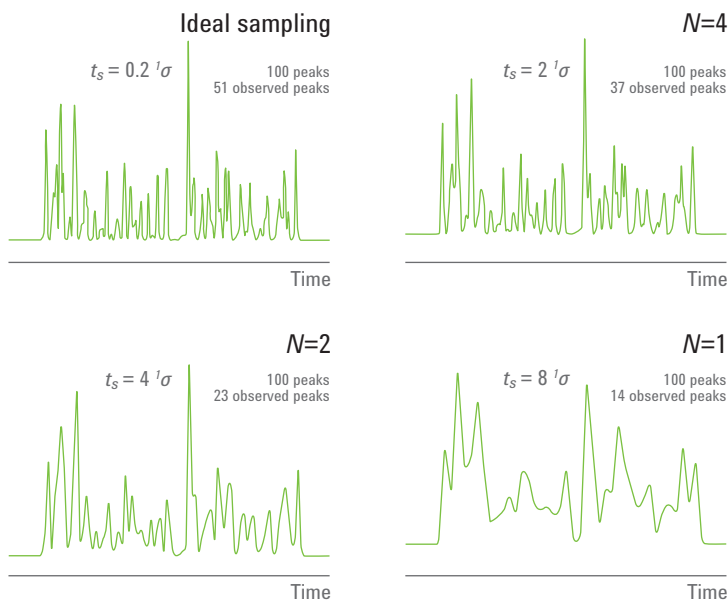 Ideal sampling
tₛ = 0.2 ¹σ
100 peaks
51 observed peaks
Time
N=4
tₛ = 2 ¹σ
100 peaks
37 observed peaks
Time
N=2
tₛ = 4 ¹σ
100 peaks
23 observed peaks
Time
N=1
tₛ = 8 ¹σ
100 peaks
14 observed peaks
Time